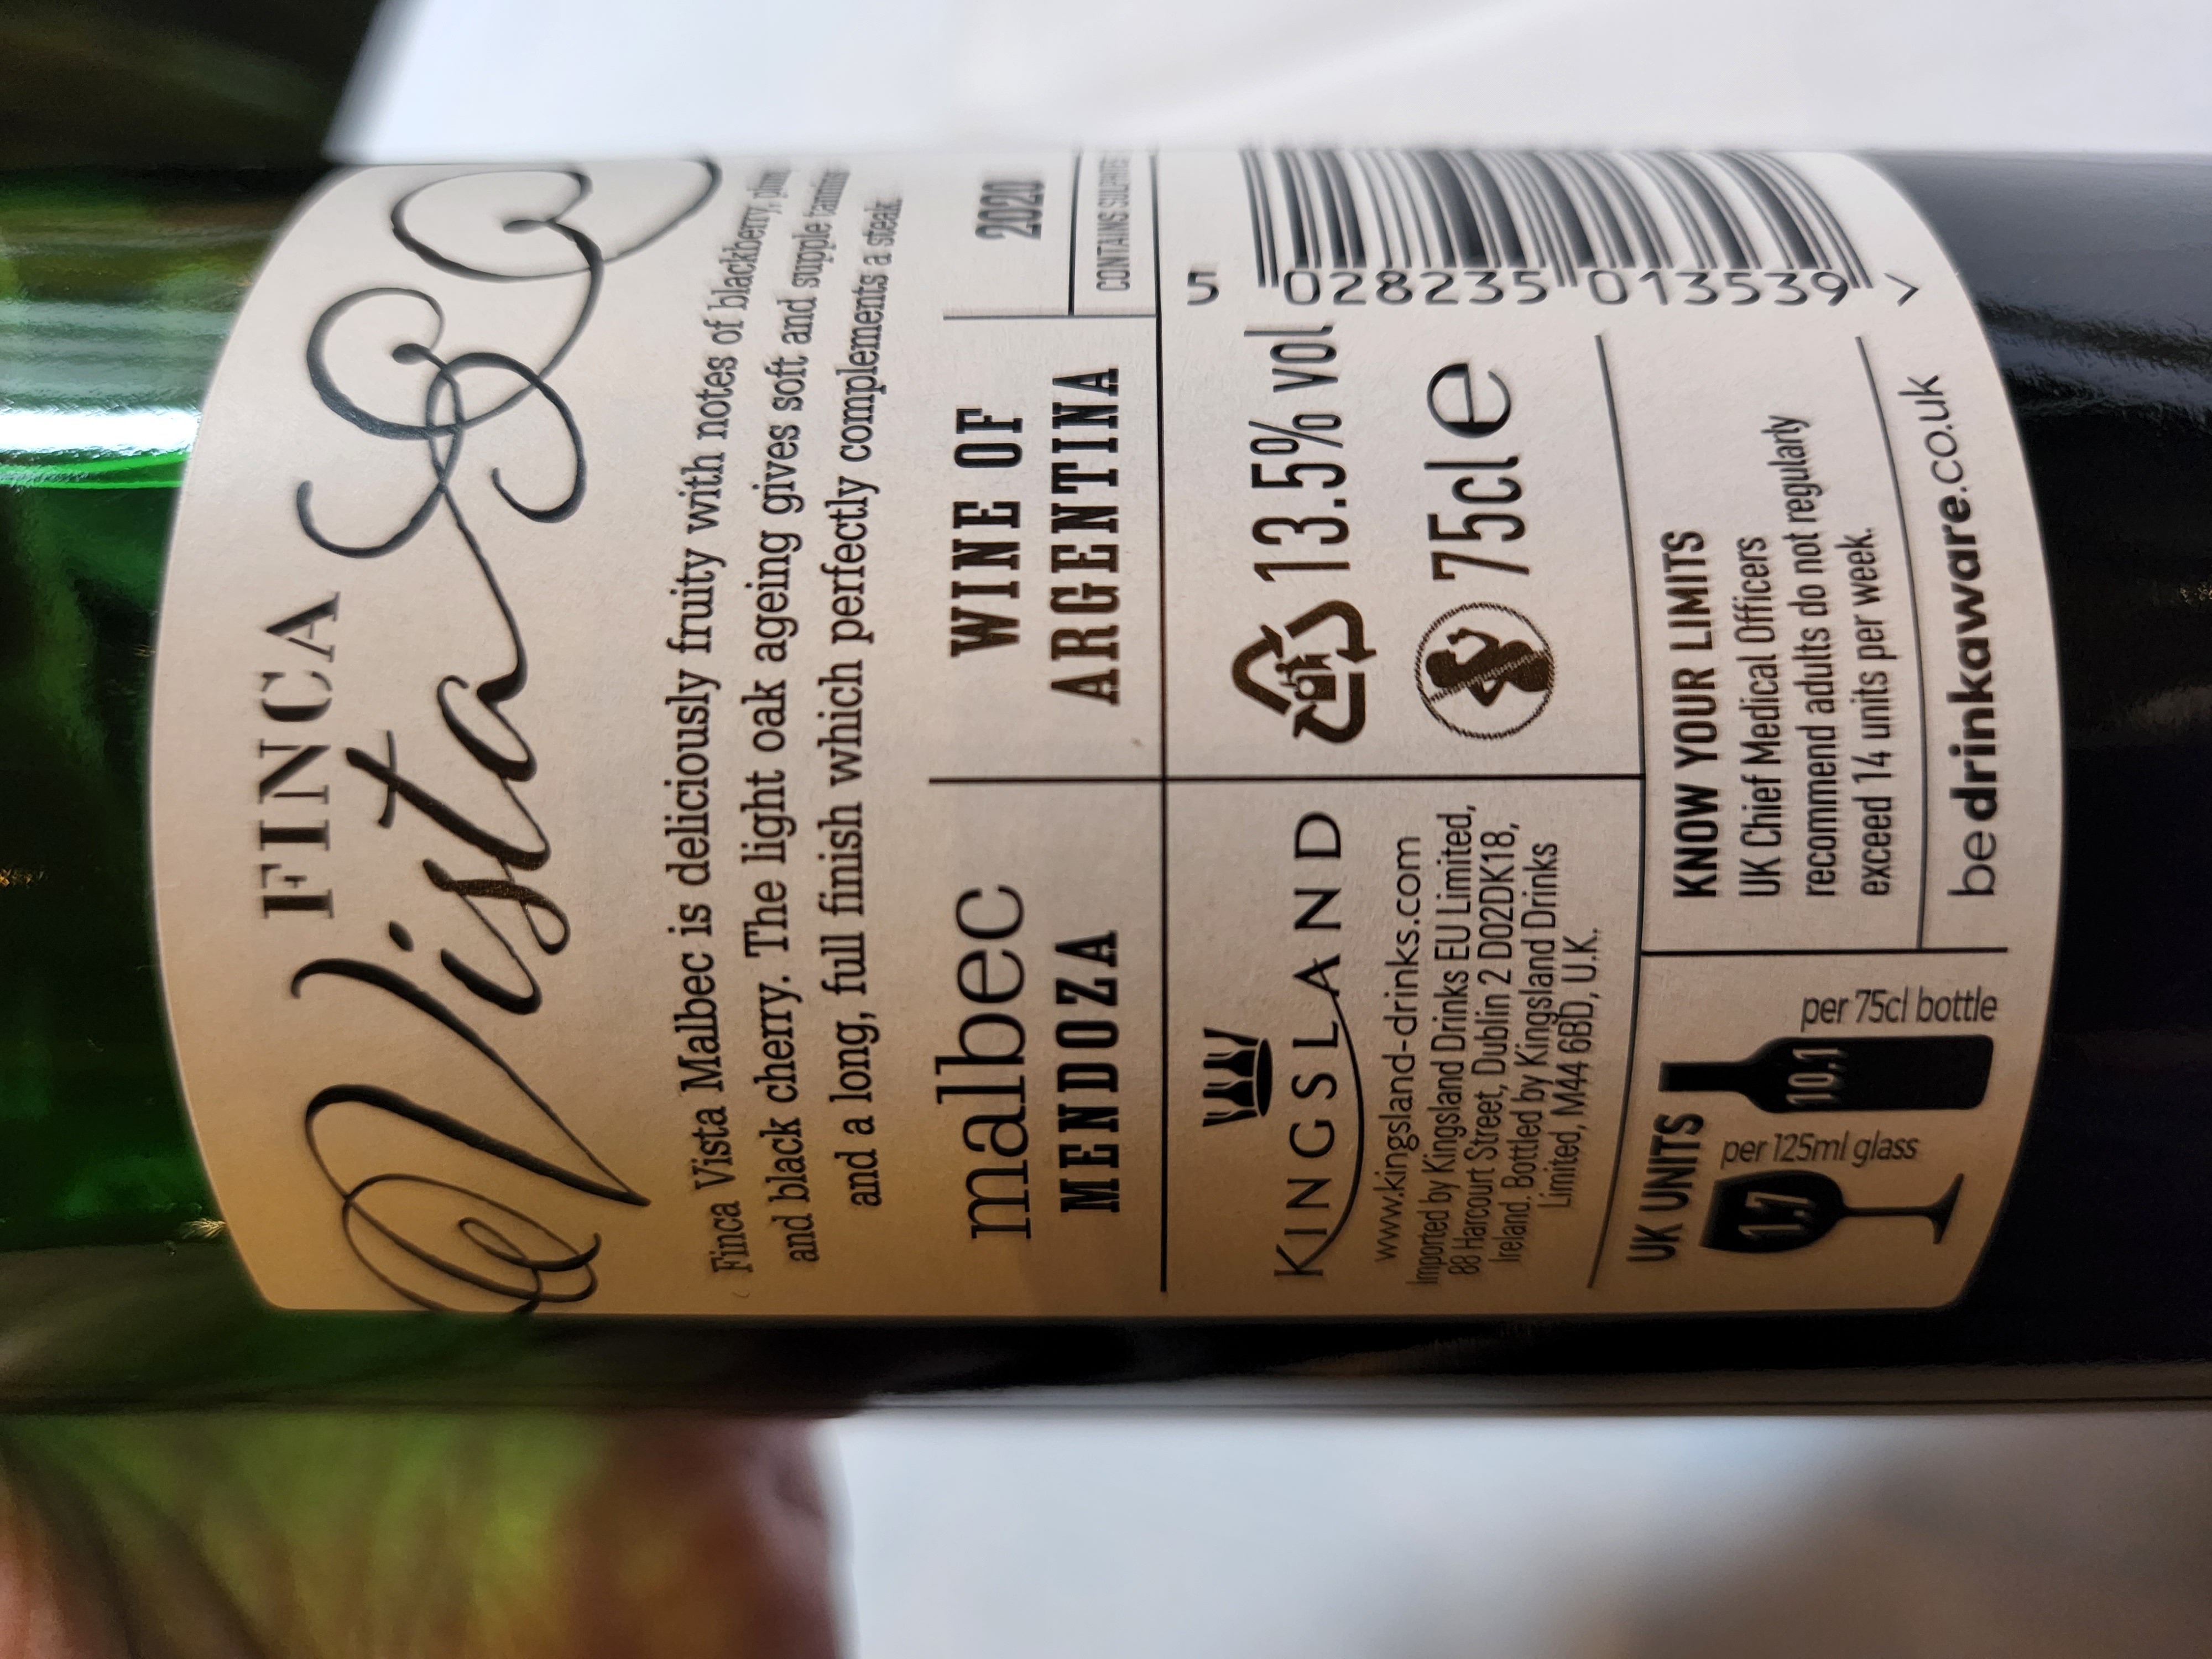 FINCA
Vista
Finca Vista Malbec is deliciously fruity with notes of blackberry, plum
and black cherry. The light oak ageing gives soft and supple tannins
and a long, full finish which perfectly complements a steak.
malbec
MENDOZA
WINE OF
ARGENTINA
2020
CONTAINS SULPHITES
KINGSLAND
www.kingsland-drinks.com
Imported by Kingsland Drinks EU Limited,
88 Harcourt Street, Dublin 2 D02DK18,
Ireland. Bottled by Kingsland Drinks
Limited, M44 6BD, U.K.
13.5% vol
75cl e
5 028235 013539 >
UK UNITS
1.7
per 125ml glass
10.1
per 75cl bottle
KNOW YOUR LIMITS
UK Chief Medical Officers
recommend adults do not regularly
exceed 14 units per week.
bedrinkaware.co.uk